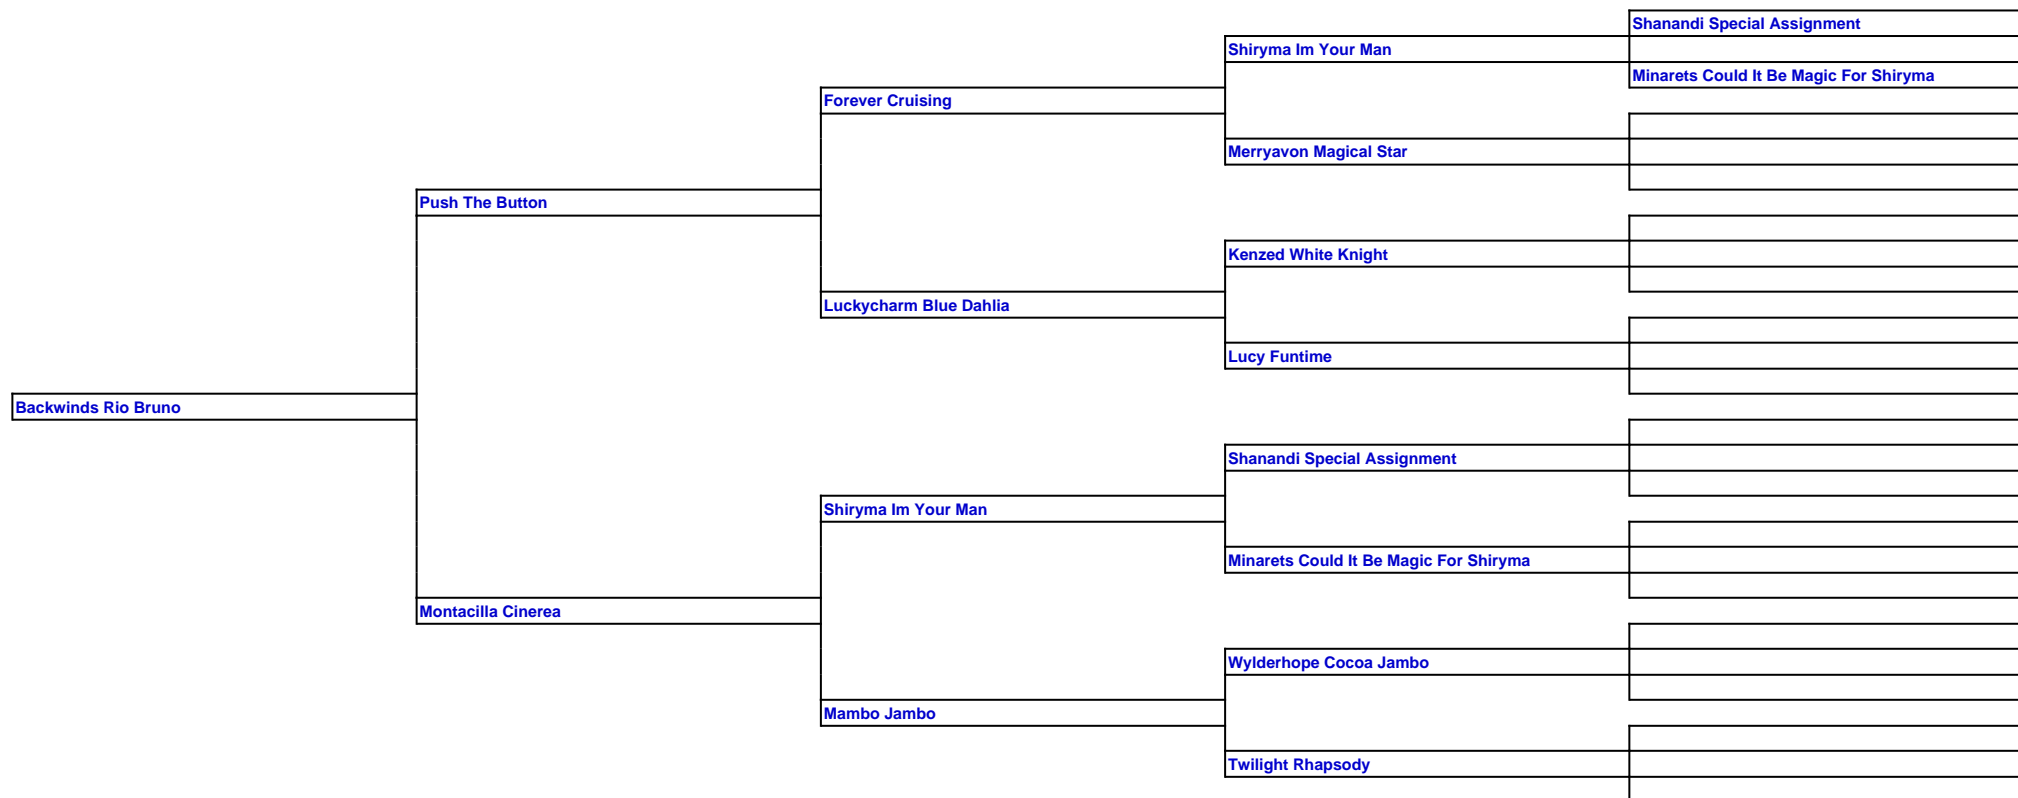 Shanandi Special Assignment
Shiryma Im Your Man
Minarets Could It Be Magic For Shiryma
Forever Cruising
Merryavon Magical Star
Push The Button
Kenzed White Knight
Luckycharm Blue Dahlia
Lucy Funtime
Backwinds Rio Bruno
Shanandi Special Assignment
Shiryma Im Your Man
Minarets Could It Be Magic For Shiryma
Montacilla Cinerea
Wylderhope Cocoa Jambo
Mambo Jambo
Twilight Rhapsody